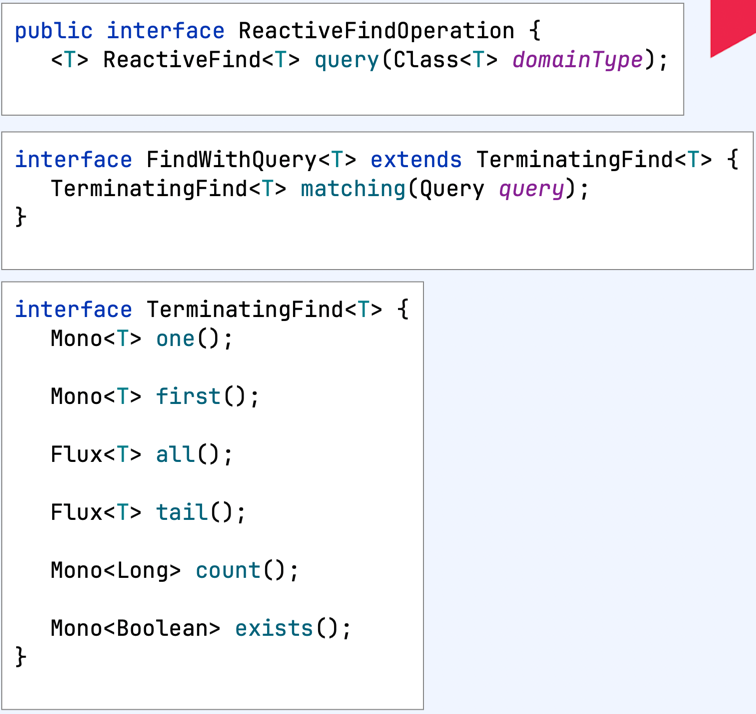 public interface ReactiveFindOperation {
<T> ReactiveFind<T> query(Class<T> domainType);
interface FindWithQuery<T> extends TerminatingFind<T> {
TerminatingFind<T> matching(Query query);
}
interface TerminatingFind<T> {
Mono<T> one();
Mono<T> first();
Flux<T> all();
Flux<T> tail();
Mono<Long> count();
Mono<Boolean> exists();
}